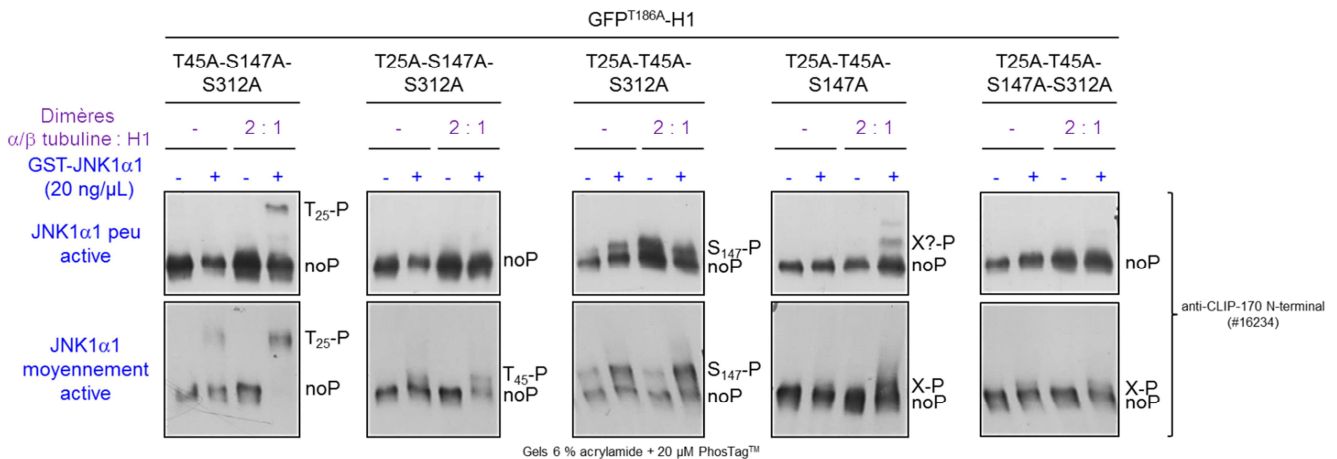 GFPT186A-H1
T45A-S147A-
S312A
T25A-S147A-
S312A
T25A-T45A-
S312A
T25A-T45A-
S147A
T25A-T45A-
S147A-S312A
Dimères
α/β tubuline : H1
- 2 : 1 - 2 : 1 - 2 : 1 - 2 : 1 - 2 : 1
GST-JNK1α1
(20 ng/µL)
- + - + - + - + - + - + - + - + - + - +
JNK1α1 peu
active
T25-P
noP
noP
S147-P
noP
X?-P
noP
noP
JNK1α1
moyennement
active
T25-P
noP
T45-P
noP
S147-P
noP
X-P
noP
X-P
noP
anti-CLIP-170 N-terminal
(#16234)
Gels 6 % acrylamide + 20 µM PhosTagTM